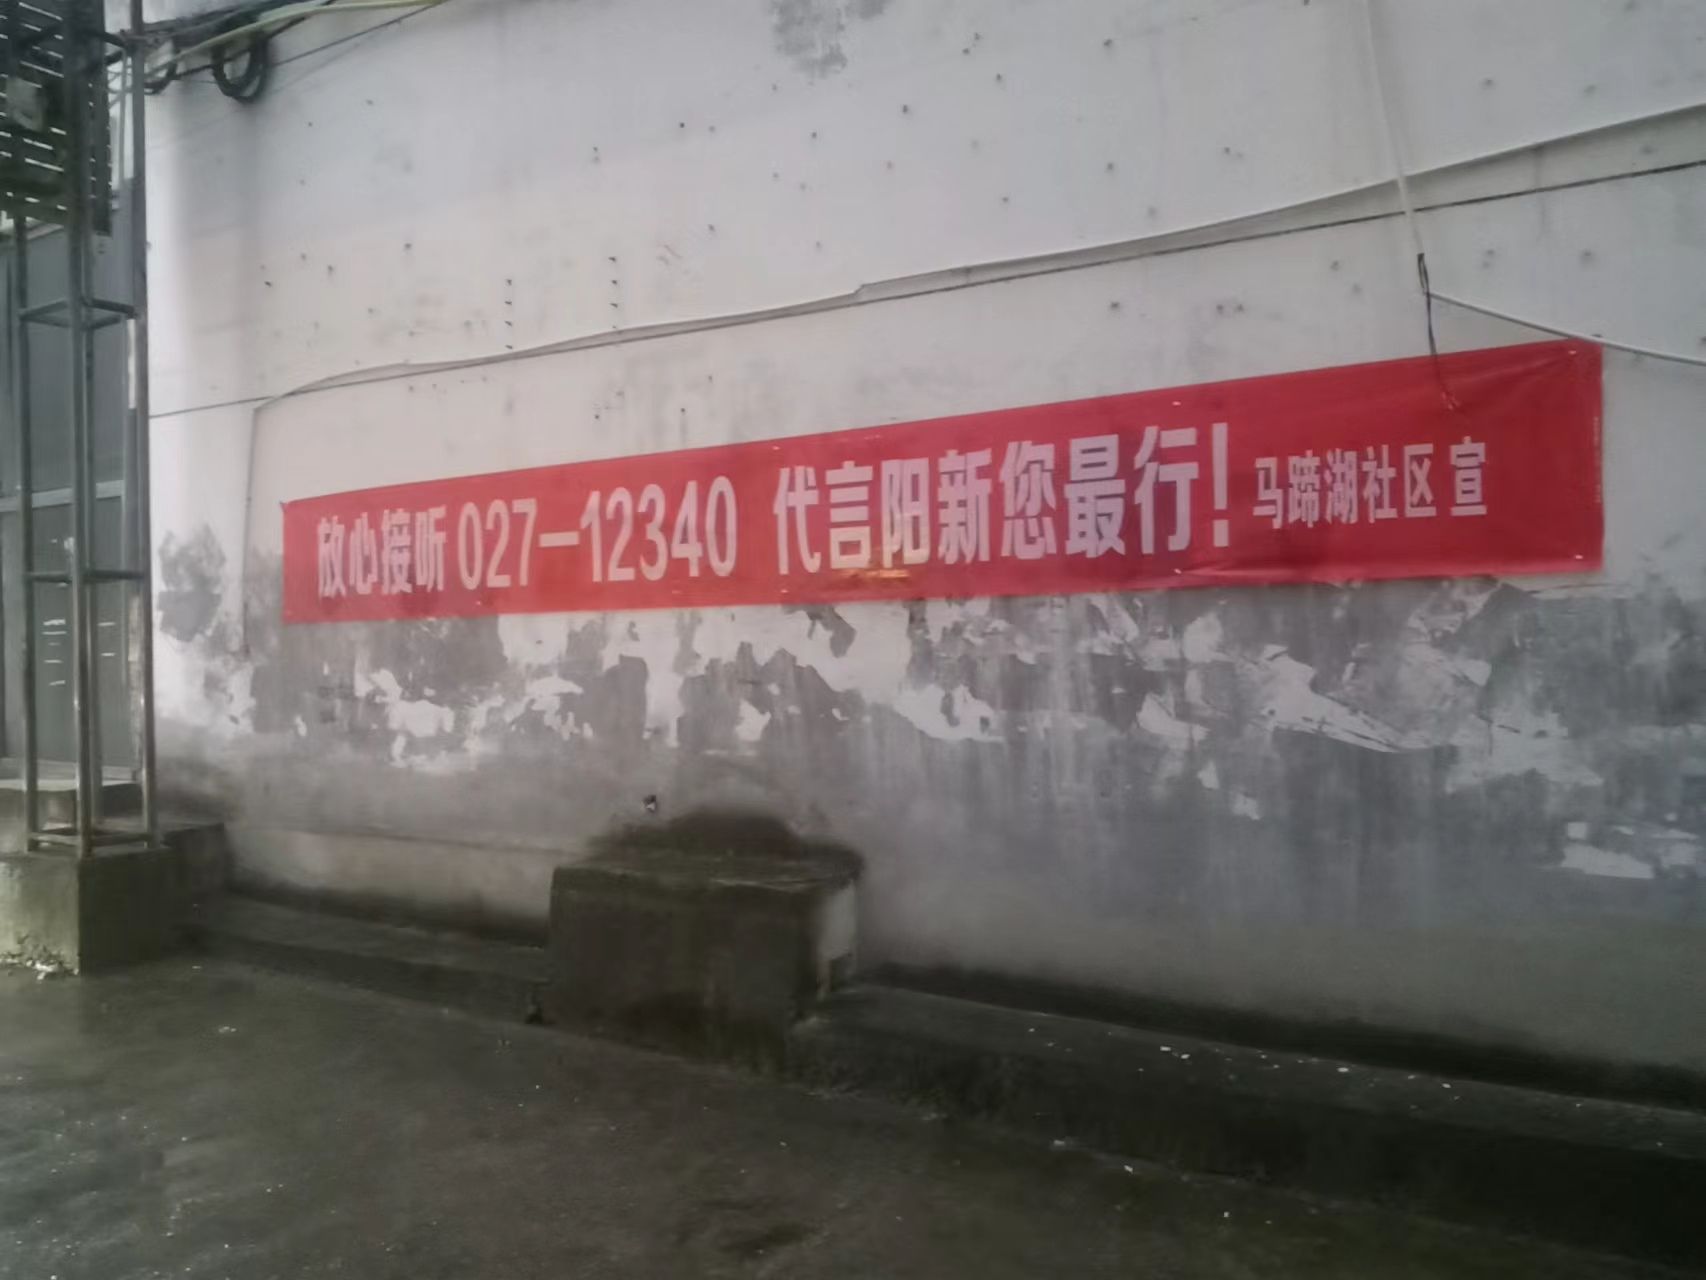 放心接听 027-12340 代言阳新您最行! 马蹄湖社区 宣